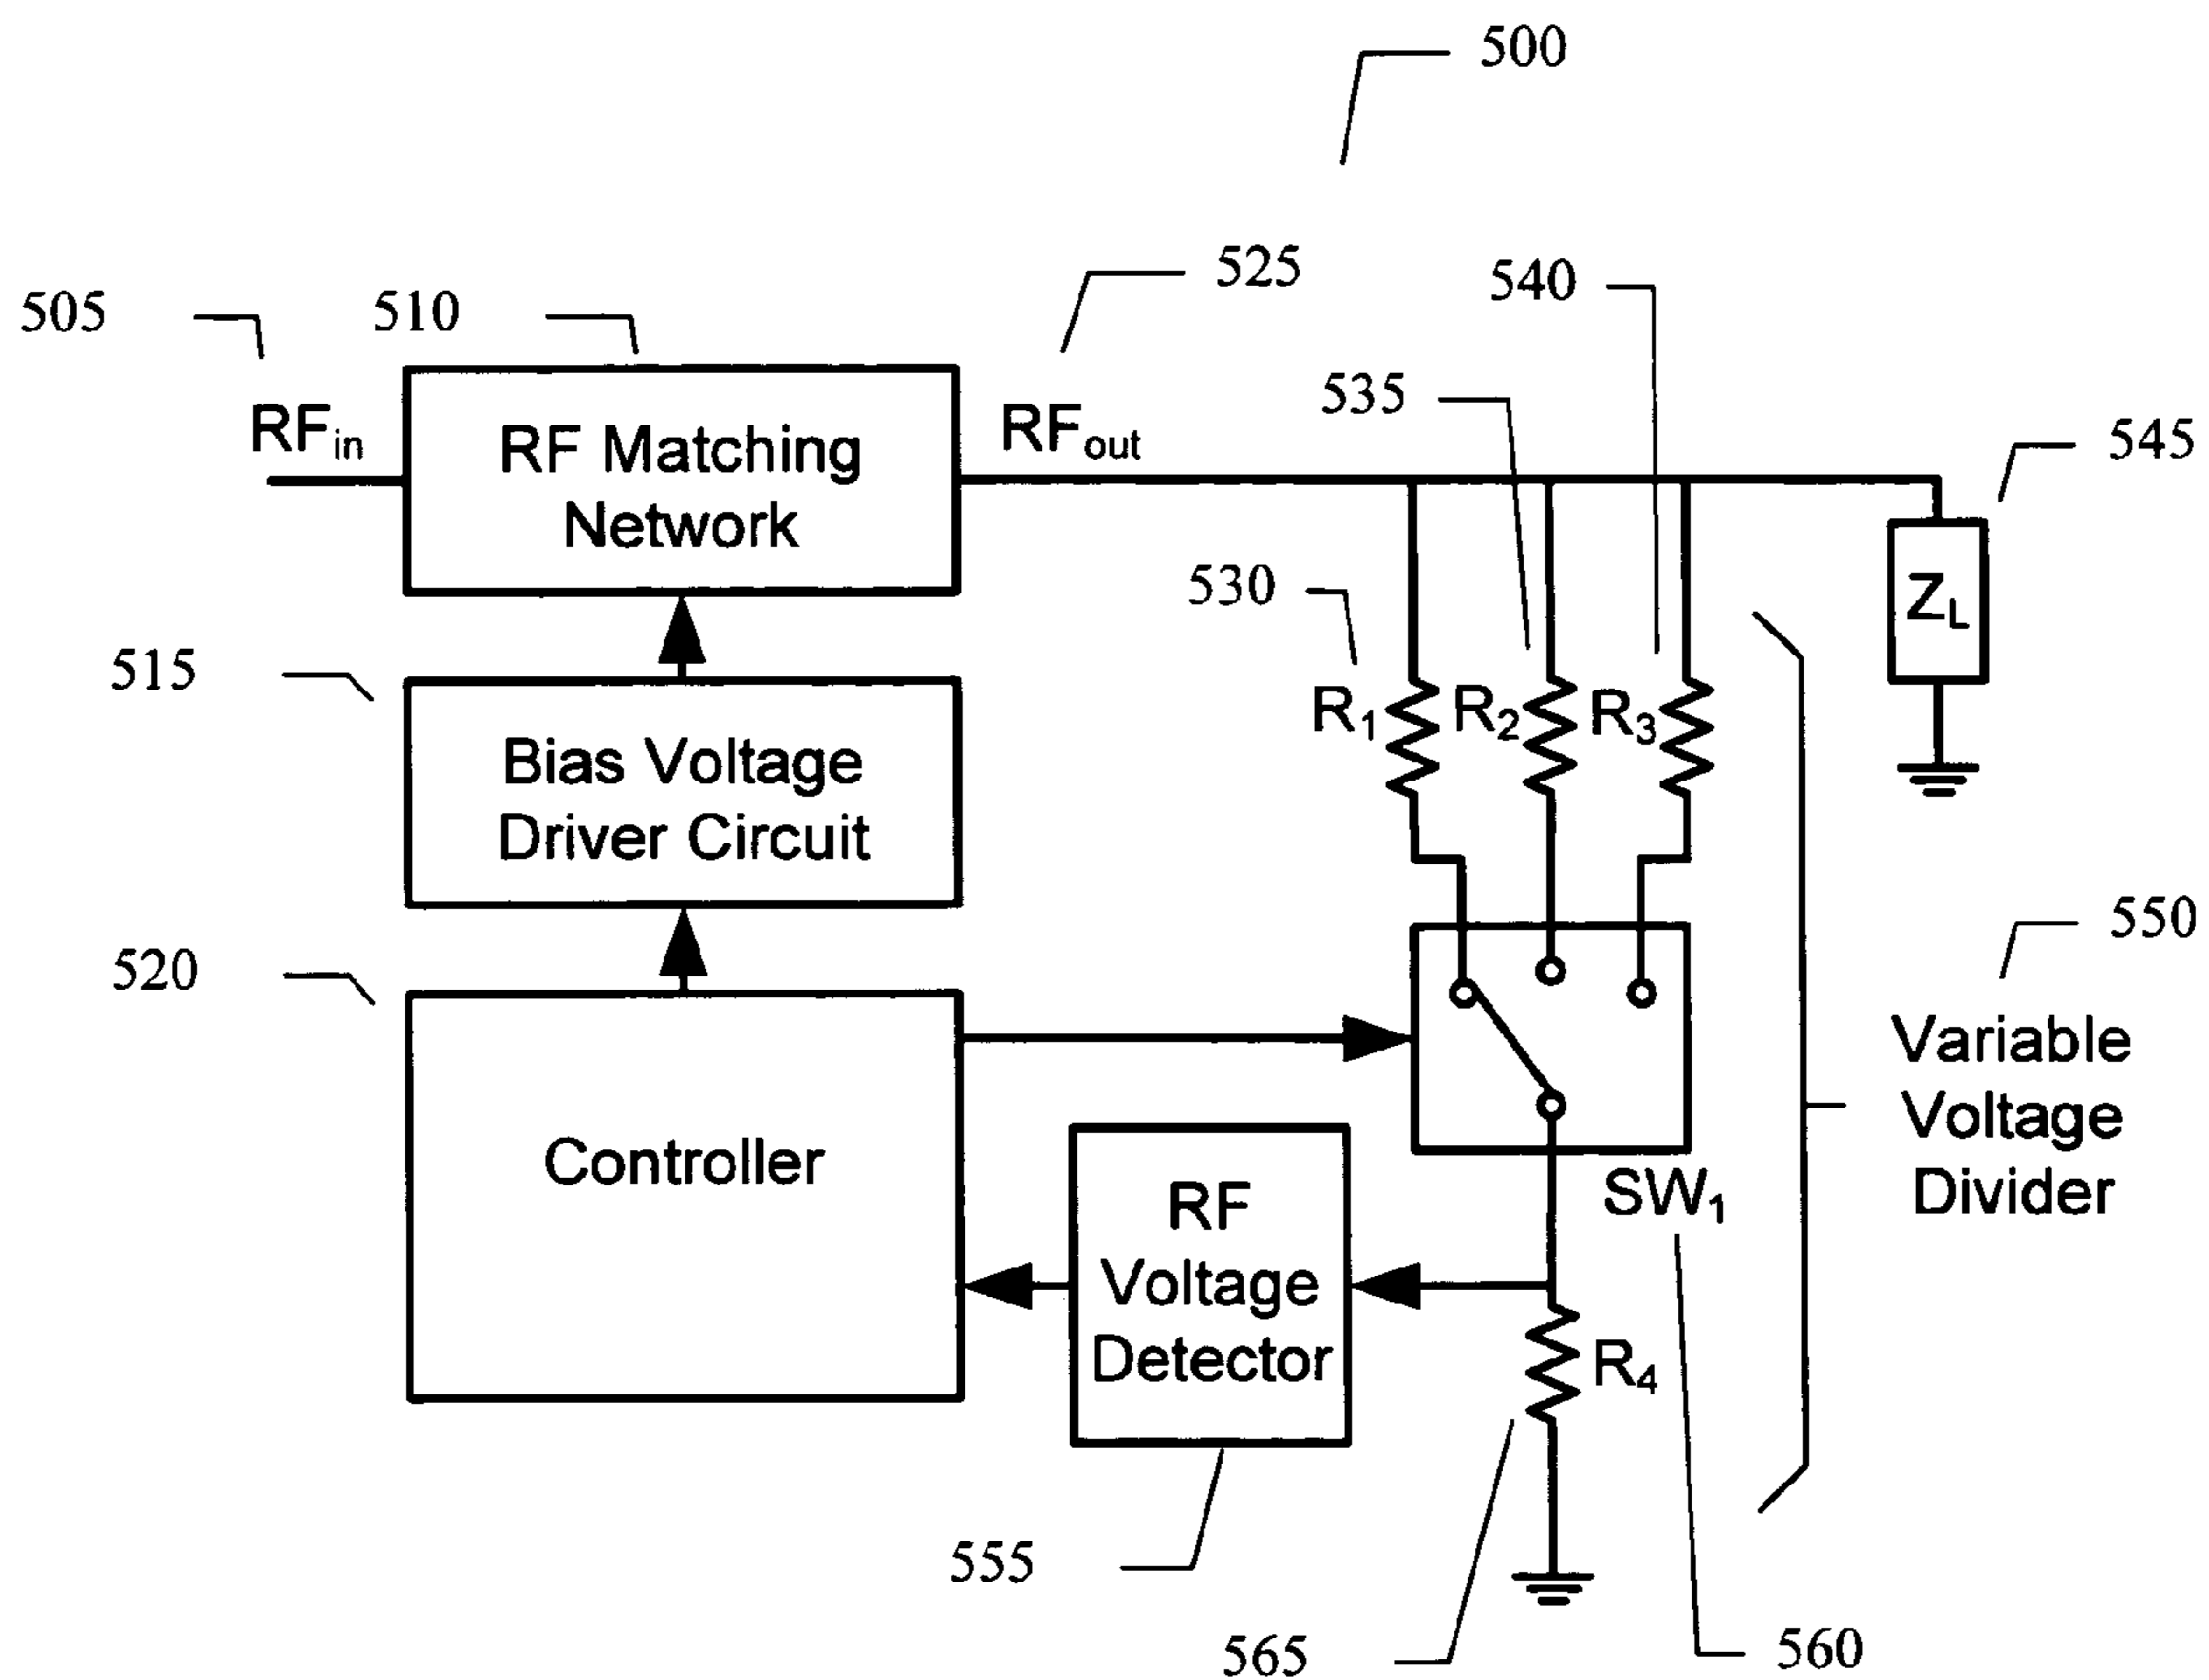 500
525
540
505
510
535
545
RFin
RF Matching
Network
RFout
530
ZL
515
R1
R2
R3
Bias Voltage
Driver Circuit
550
520
Variable
Voltage
Divider
Controller
SW1
RF
Voltage
Detector
R4
555
565
560